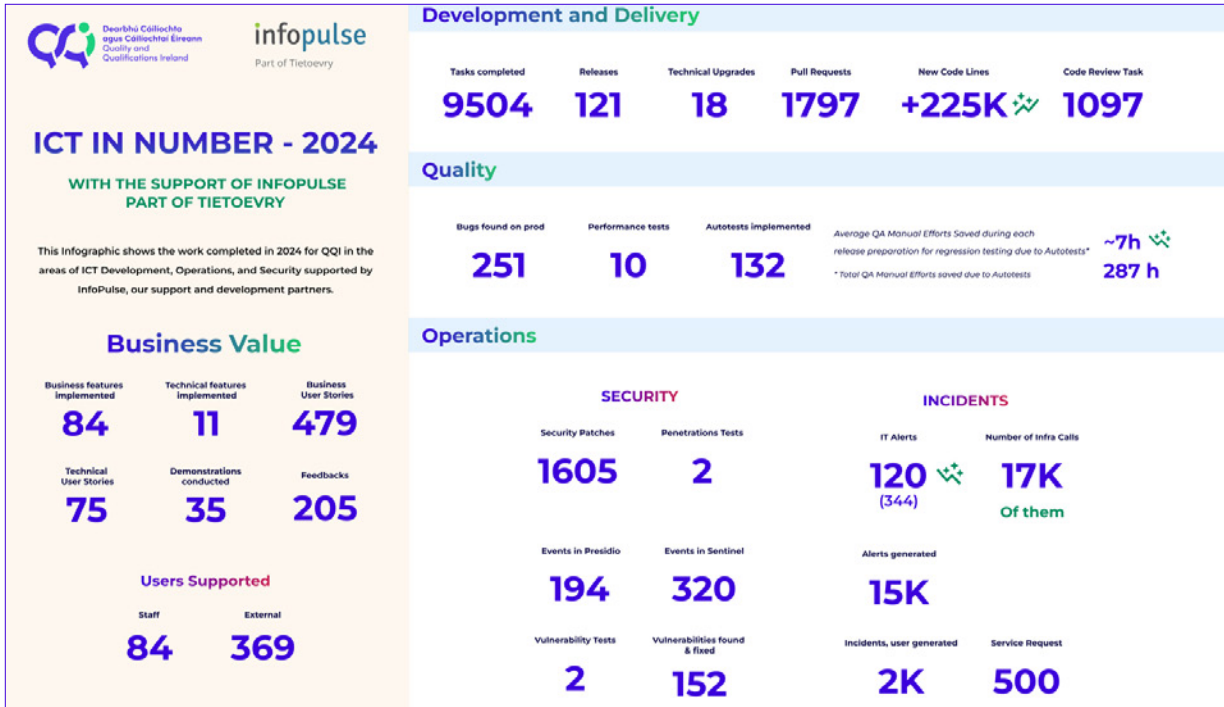 Dearbhú Cáilíochta
agus Cáilíochtaí Éireann
Quality and
Qualifications Ireland
infopulse
Part of Tietoevry
ICT IN NUMBER - 2024
WITH THE SUPPORT OF INFOPULSE
PART OF TIETOEVRY
This Infographic shows the work completed in 2024 for QQI in the
areas of ICT Development, Operations, and Security supported by
InfoPulse, our support and development partners.
Business Value
Business features
implemented
84
Technical features
implemented
11
Business
User Stories
479
Technical
User Stories
75
Demonstrations
conducted
35
Feedbacks
205
Users Supported
Staff
84
External
369
Development and Delivery
Tasks completed
9504
Releases
121
Technical Upgrades
18
Pull Requests
1797
New Code Lines
+225K
Code Review Task
1097
Quality
Bugs found on prod
251
Performance tests
10
Autotests implemented
132
Average QA Manual Efforts Saved during each
release preparation for regression testing due to Autotests*
~7h
* Total QA Manual Efforts saved due to Autotests
287 h
Operations
SECURITY
Security Patches
1605
Penetrations Tests
2
Events in Presidio
194
Events in Sentinel
320
Vulnerability Tests
2
Vulnerabilities found
& fixed
152
INCIDENTS
IT Alerts
120
(344)
Number of Infra Calls
17K
Of them
Alerts generated
15K
Incidents, user generated
2K
Service Request
500